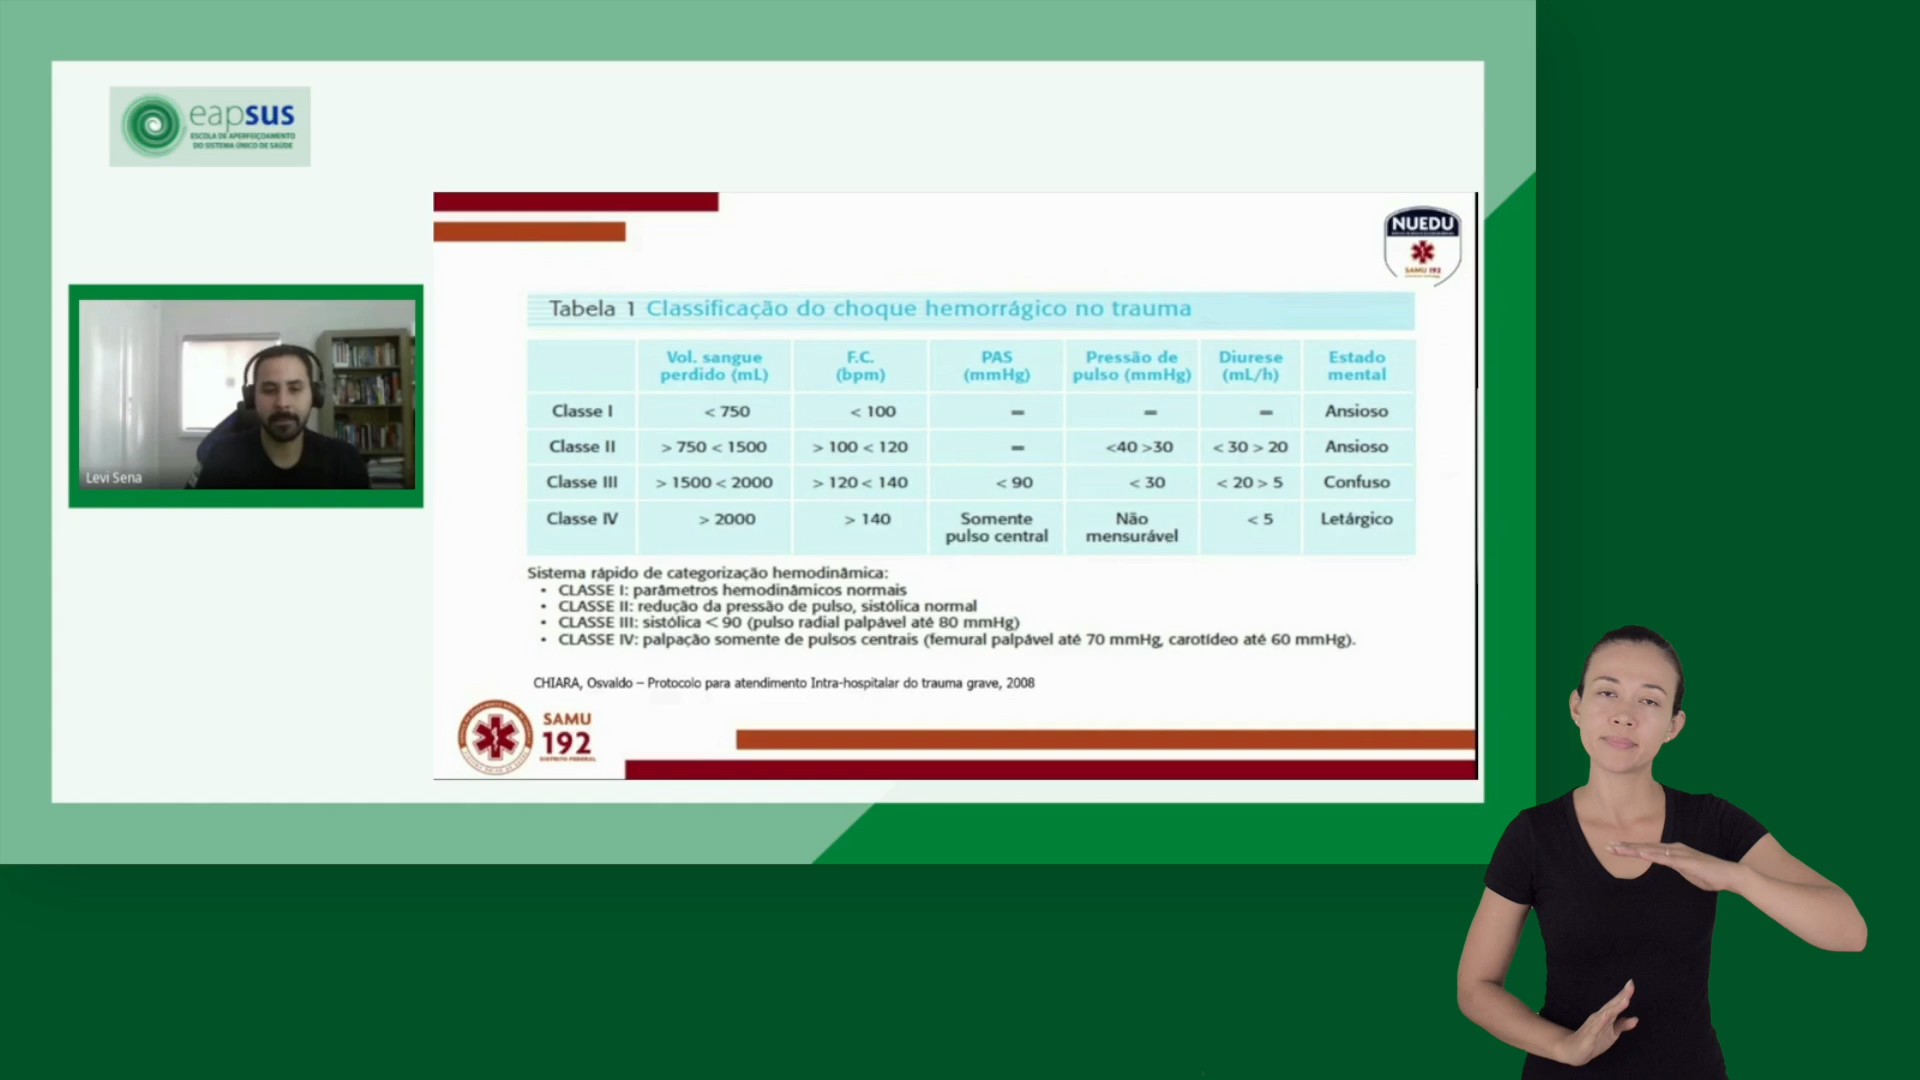 eapsus
ESCOLA DE APERFEIÇOAMENTO
DO SISTEMA ÚNICO DE SAÚDE
Levi Sena
NUEDU
SAMU 192
Tabela 1 Classificação do choque hemorrágico no trauma
Vol. sangue perdido (mL) F.C. (bpm) PAS (mmHg) Pressão de pulso (mmHg) Diurese (mL/h) Estado mental
Classe I < 750 < 100 – – – Ansioso
Classe II > 750 < 1500 > 100 < 120 – <40 >30 < 30 > 20 Ansioso
Classe III > 1500 < 2000 > 120 < 140 < 90 < 30 < 20 > 5 Confuso
Classe IV > 2000 > 140 Somente pulso central Não mensurável < 5 Letárgico
Sistema rápido de categorização hemodinâmica:
• CLASSE I: parâmetros hemodinâmicos normais
• CLASSE II: redução da pressão de pulso, sistólica normal
• CLASSE III: sistólica < 90 (pulso radial palpável até 80 mmHg)
• CLASSE IV: palpação somente de pulsos centrais (femural palpável até 70 mmHg, carotídeo até 60 mmHg).
CHIARA, Osvaldo – Protocolo para atendimento Intra-hospitalar do trauma grave, 2008
SAMU
192
DISTRITO FEDERAL